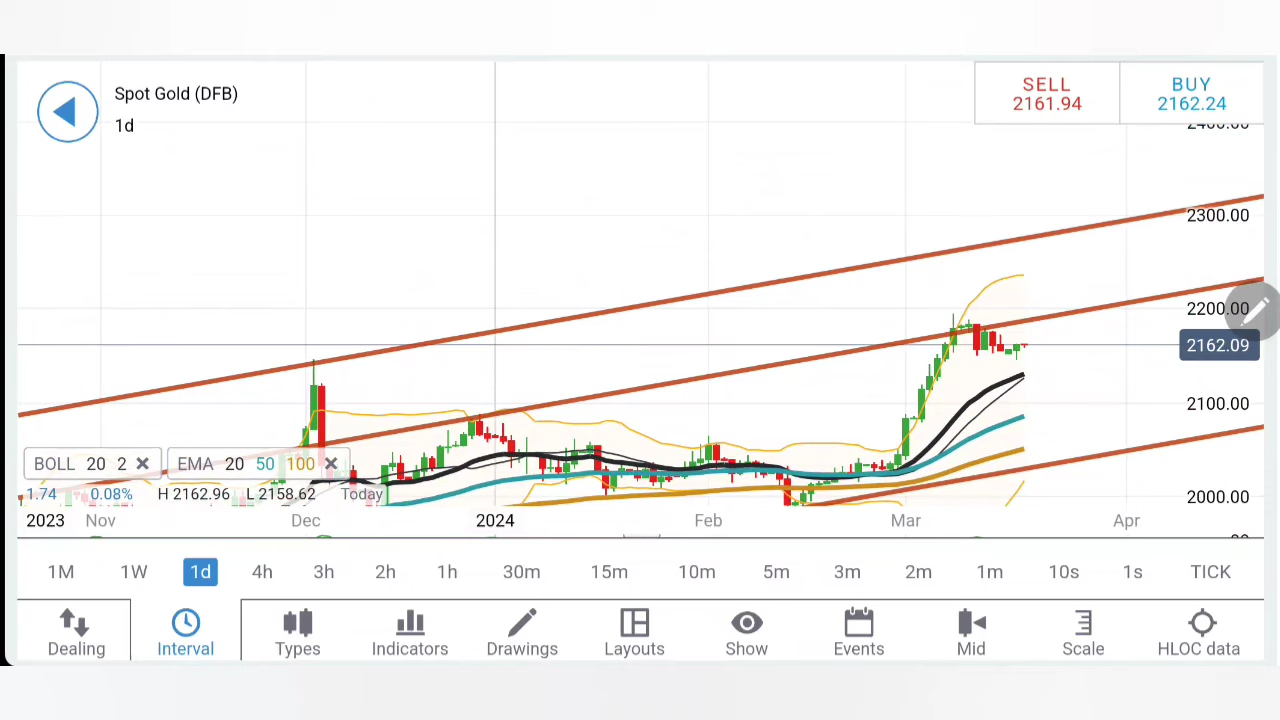 Spot Gold (DFB)
1d
SELL
2161.94
BUY
2162.24
2400.00
2300.00
2200.00
2162.09
2100.00
2000.00
BOLL 20 2
EMA 20 50 100
1.74 0.08% H 2162.96 L 2158.62 Today
2023 Nov Dec 2024 Feb Mar Apr
1M 1W 1d 4h 3h 2h 1h 30m 15m 10m 5m 3m 2m 1m 10s 1s TICK
Dealing Interval Types Indicators Drawings Layouts Show Events Mid Scale HLOC data